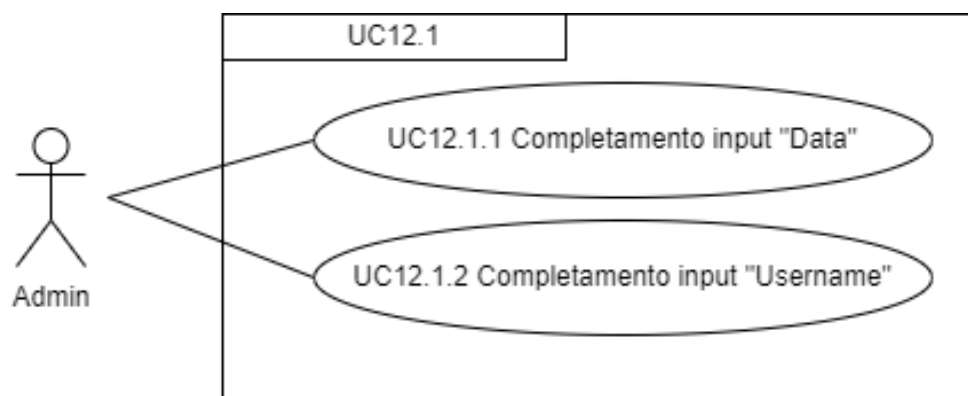 UC12.1
UC12.1.1 Completamento input "Data"
UC12.1.2 Completamento input "Username"
Admin